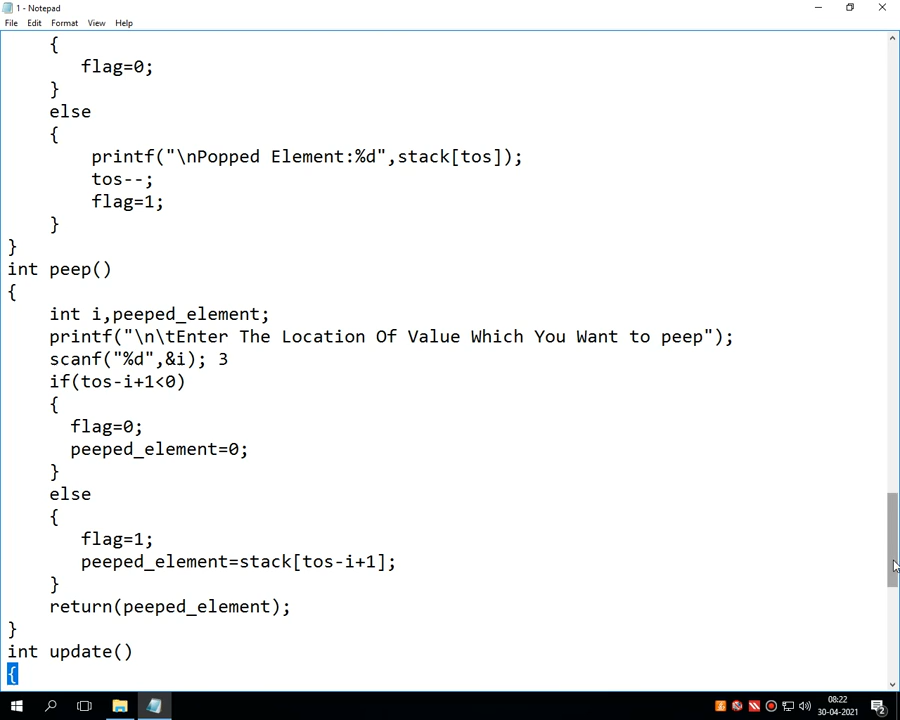 1 - Notepad
File Edit Format View Help
{
flag=0;
}
else
{
printf("\nPopped Element:%d",stack[tos]);
tos--;
flag=1;
}
}
int peep()
{
int i,peeped_element;
printf("\n\tEnter The Location Of Value Which You Want to peep");
scanf("%d",&i); 3
if(tos-i+1<0)
{
flag=0;
peeped_element=0;
}
else
{
flag=1;
peeped_element=stack[tos-i+1];
}
return(peeped_element);
}
int update()
{
08:22
30-04-2021
2